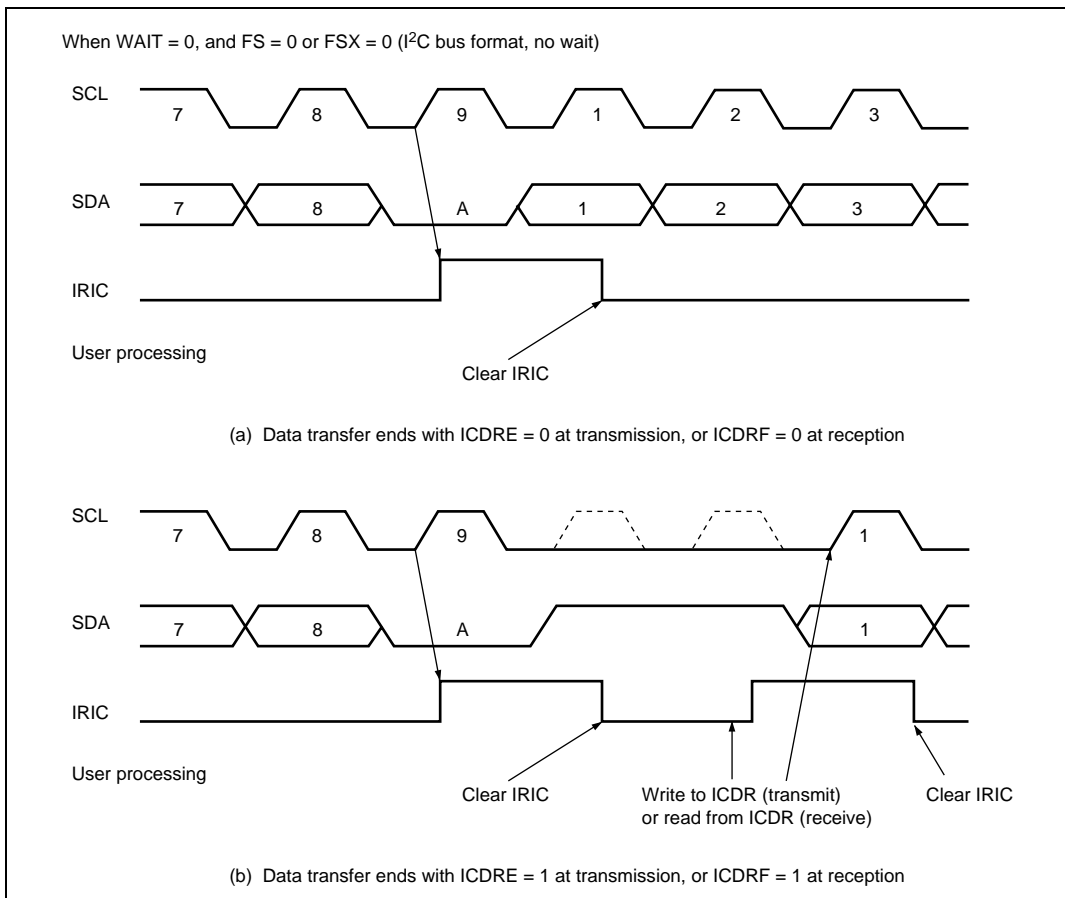 When WAIT = 0, and FS = 0 or FSX = 0 (I²C bus format, no wait)
SCL
7 8 9 1 2 3
SDA
7 8 A 1 2 3
IRIC
User processing
Clear IRIC
(a) Data transfer ends with ICDRE = 0 at transmission, or ICDRF = 0 at reception
SCL
7 8 9 1
SDA
7 8 A 1
IRIC
User processing
Clear IRIC Write to ICDR (transmit) Clear IRIC
or read from ICDR (receive)
(b) Data transfer ends with ICDRE = 1 at transmission, or ICDRF = 1 at reception